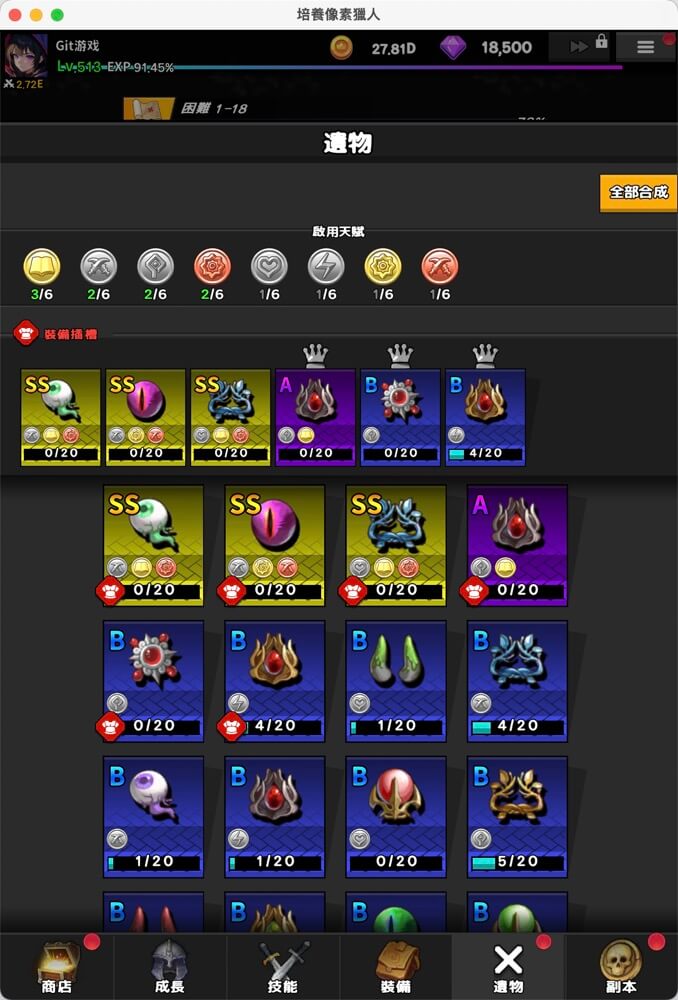 培養像素獵人
Git游戏
27.81D
18,500
Lv.513 EXP 91.45%
2.72E
困難 1-18
遺物
全部合成
啟用天賦
3/6 2/6 2/6 2/6 1/6 1/6 1/6 1/6
裝備插槽
SS SS SS A B B
0/20 0/20 0/20 0/20 0/20 4/20
SS SS SS A
0/20 0/20 0/20 0/20
B B B B
0/20 4/20 1/20 4/20
B B B B
1/20 1/20 0/20 5/20
B B B B
商店 成長 技能 裝備 遺物 副本